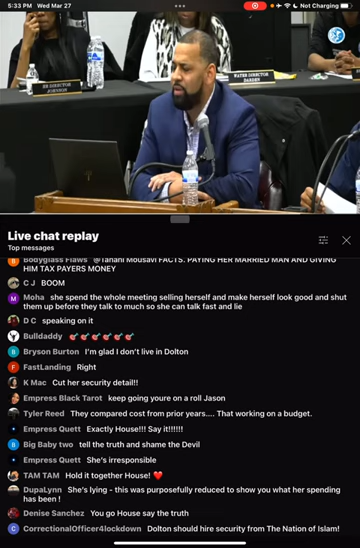 5:33 PM Wed Mar 27
Not Charging
HR DIRECTOR
JOHNSON
WATER DIRECTOR
DARDEN
Live chat replay
Top messages
Bodyglass Flaws @Tahani Mousavi FACTS. PAYING HER MARRIED MAN AND GIVING
HIM TAX PAYERS MONEY
C J BOOM
Moha she spend the whole meeting selling herself and make herself look good and shut
them up before they talk to much so she can talk fast and lie
D C speaking on it
Bulldaddy 🎯🎯🎯🎯🎯🎯
Bryson Burton I'm glad I don't live in Dolton
FastLanding Right
K Mac Cut her security detail!!
Empress Black Tarot keep going youre on a roll Jason
Tyler Reed They compared cost from prior years.... That working on a budget.
Empress Quett Exactly House!!! Say it!!!!!!
Big Baby two tell the truth and shame the Devil
Empress Quett She's irresponsible
TAM TAM Hold it together House! ❤️
DupaLynn She's lying - this was purposefully reduced to show you what her spending
has been !
Denise Sanchez You go House say the truth
CorrectionalOfficer4lockdown Dolton should hire security from The Nation of Islam!